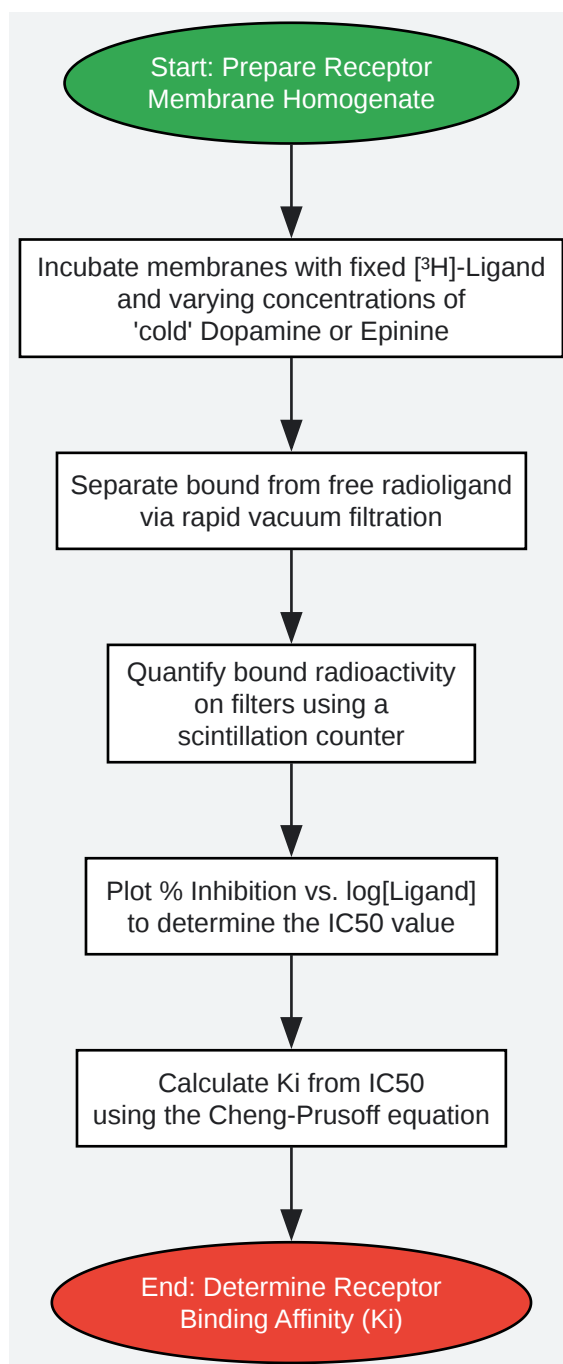 Start: Prepare Receptor
Membrane Homogenate
Incubate membranes with fixed [³H]-Ligand
and varying concentrations of
'cold' Dopamine or Epinine
Separate bound from free radioligand
via rapid vacuum filtration
Quantify bound radioactivity
on filters using a
scintillation counter
Plot % Inhibition vs. log[Ligand]
to determine the IC50 value
Calculate Ki from IC50
using the Cheng-Prusoff equation
End: Determine Receptor
Binding Affinity (Ki)